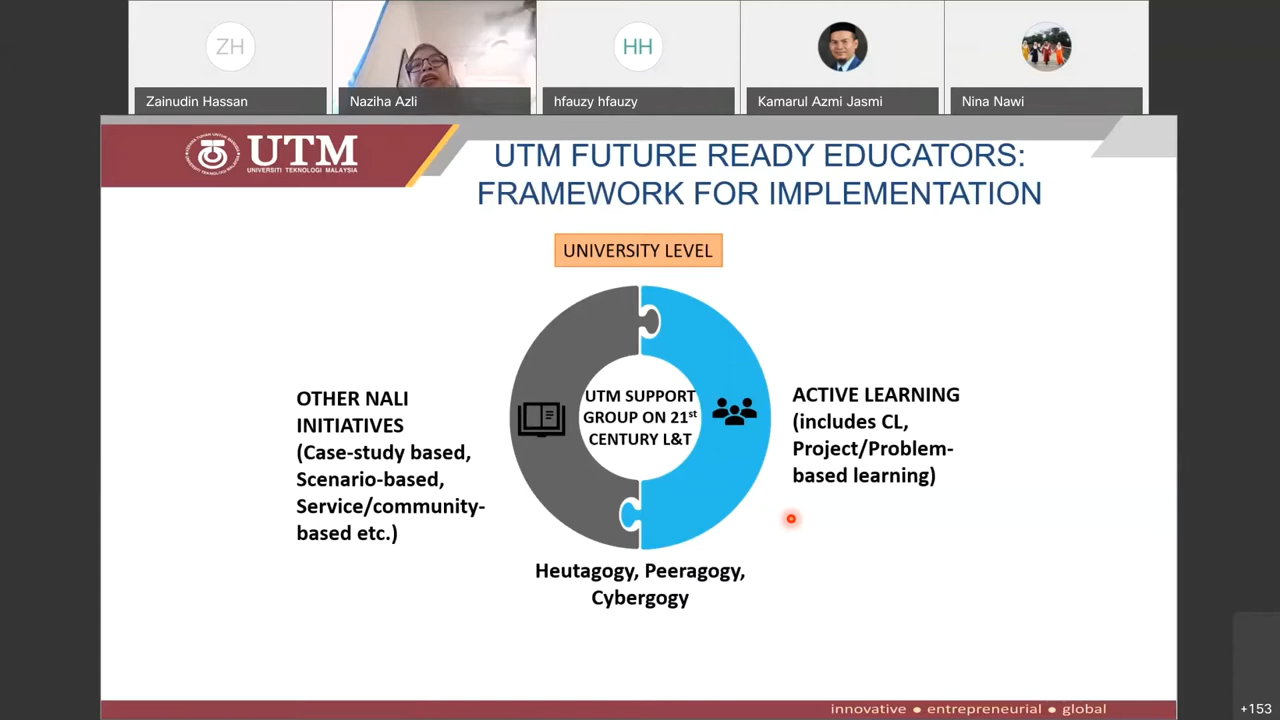 ZH
HH
Zainudin Hassan
Naziha Azli
hfauzy hfauzy
Kamarul Azmi Jasmi
Nina Nawi
UTM
UNIVERSITI TEKNOLOGI MALAYSIA
UTM FUTURE READY EDUCATORS:
FRAMEWORK FOR IMPLEMENTATION
UNIVERSITY LEVEL
OTHER NALI
INITIATIVES
(Case-study based,
Scenario-based,
Service/community-
based etc.)
UTM SUPPORT
GROUP ON 21st
CENTURY L&T
ACTIVE LEARNING
(includes CL,
Project/Problem-
based learning)
Heutagogy, Peeragogy,
Cybergogy
innovative ● entrepreneurial ● global
+153